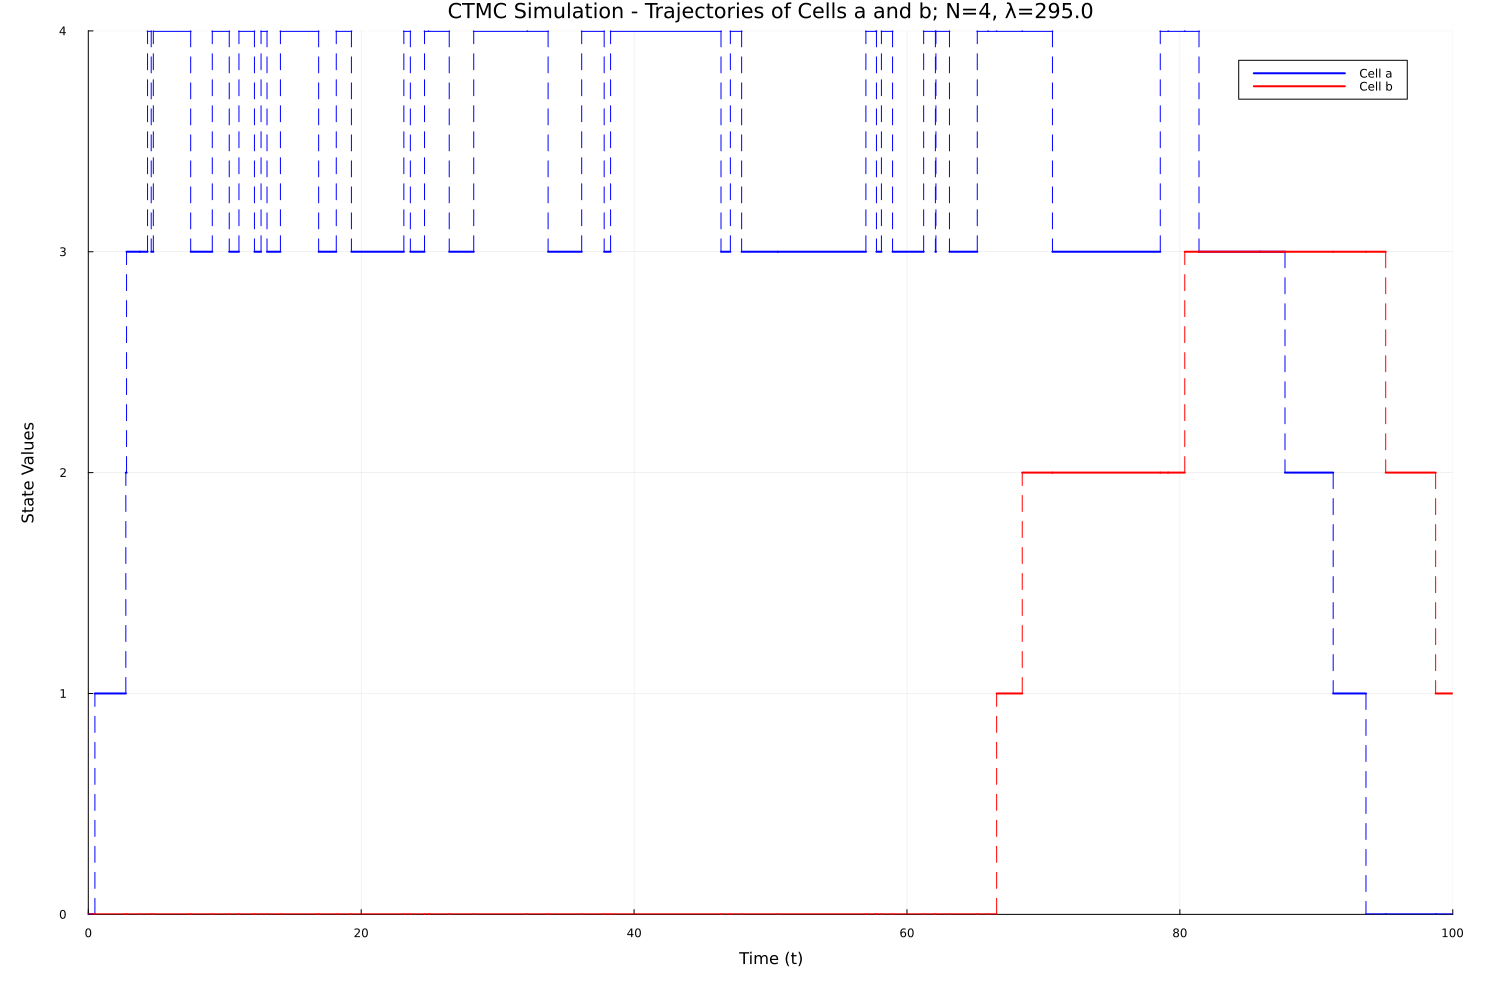 CTMC Simulation - Trajectories of Cells a and b; N=4, λ=295.0
4
3
2
1
0
State Values
Cell a
Cell b
0 20 40 60 80 100
Time (t)